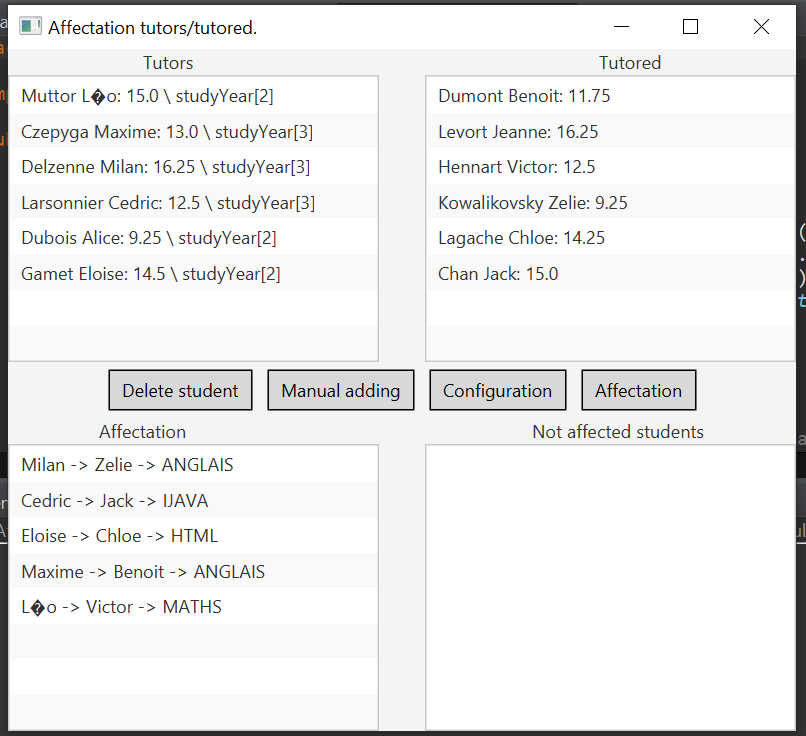 Affectation tutors/tutored.
Tutors
Muttor L�o: 15.0 \ studyYear[2]
Czepyga Maxime: 13.0 \ studyYear[3]
Delzenne Milan: 16.25 \ studyYear[3]
Larsonnier Cedric: 12.5 \ studyYear[3]
Dubois Alice: 9.25 \ studyYear[2]
Gamet Eloise: 14.5 \ studyYear[2]
Tutored
Dumont Benoit: 11.75
Levort Jeanne: 16.25
Hennart Victor: 12.5
Kowalikovsky Zelie: 9.25
Lagache Chloe: 14.25
Chan Jack: 15.0
Delete student
Manual adding
Configuration
Affectation
Affectation
Milan -> Zelie -> ANGLAIS
Cedric -> Jack -> IJAVA
Eloise -> Chloe -> HTML
Maxime -> Benoit -> ANGLAIS
L�o -> Victor -> MATHS
Not affected students